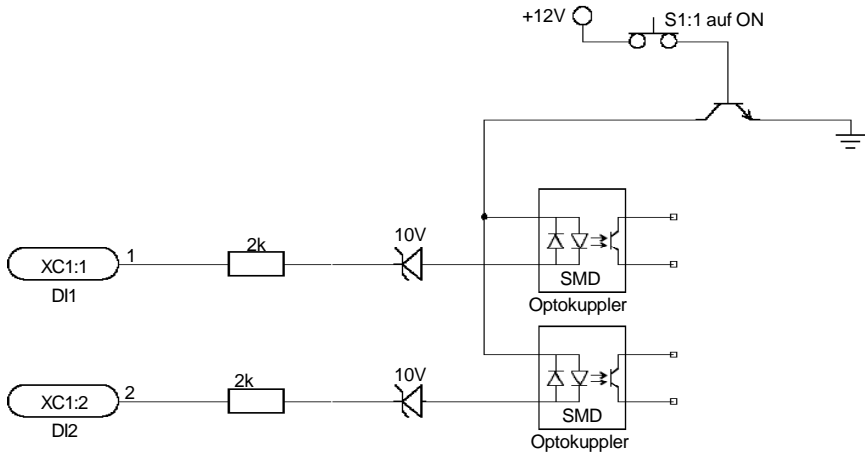 +12V
S1:1 auf ON
10V
2k
1
XC1:1
DI1
SMD
Optokuppler
10V
2k
2
XC1:2
DI2
SMD
Optokuppler